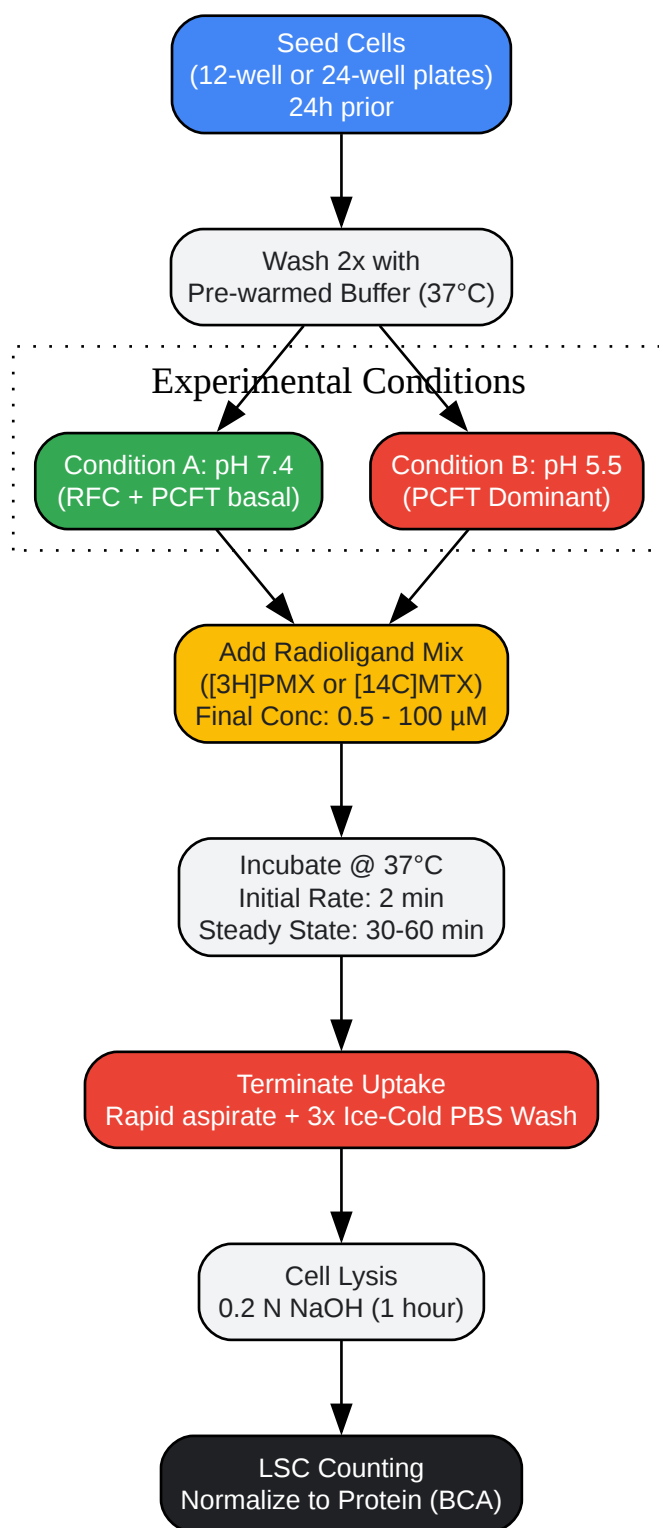 Seed Cells
(12-well or 24-well plates)
24h prior
Wash 2x with
Pre-warmed Buffer (37°C)
Experimental Conditions
Condition A: pH 7.4
(RFC + PCFT basal)
Condition B: pH 5.5
(PCFT Dominant)
Add Radioligand Mix
([3H]PMX or [14C]MTX)
Final Conc: 0.5 - 100 µM
Incubate @ 37°C
Initial Rate: 2 min
Steady State: 30-60 min
Terminate Uptake
Rapid aspirate + 3x Ice-Cold PBS Wash
Cell Lysis
0.2 N NaOH (1 hour)
LSC Counting
Normalize to Protein (BCA)